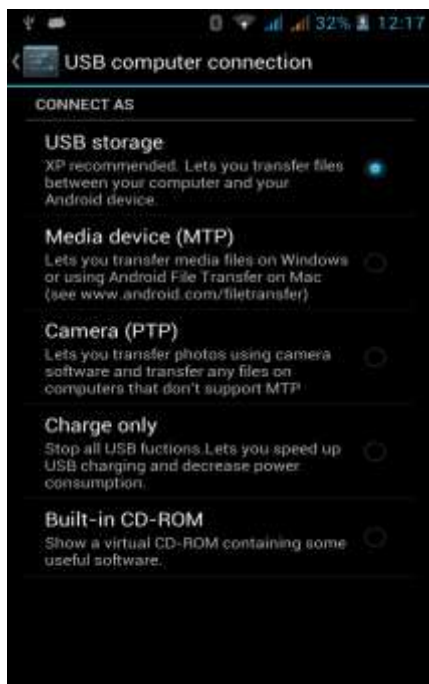 32% 12:17
USB computer connection
CONNECT AS
USB storage
XP recommended. Lets you transfer files
between your computer and your
Android device.
Media device (MTP)
Lets you transfer media files on Windows
or using Android File Transfer on Mac
(see www.android.com/filetransfer)
Camera (PTP)
Lets you transfer photos using camera
software and transfer any files on
computers that don't support MTP
Charge only
Stop all USB fuctions.Lets you speed up
USB charging and decrease power
consumption.
Built-in CD-ROM
Show a virtual CD-ROM containing some
useful software.